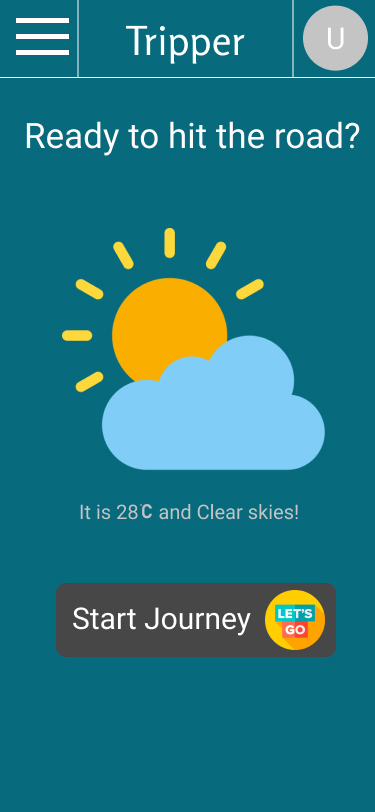 Tripper
U
Ready to hit the road?
It is 28°C and Clear skies!
Start Journey
LET'S
GO